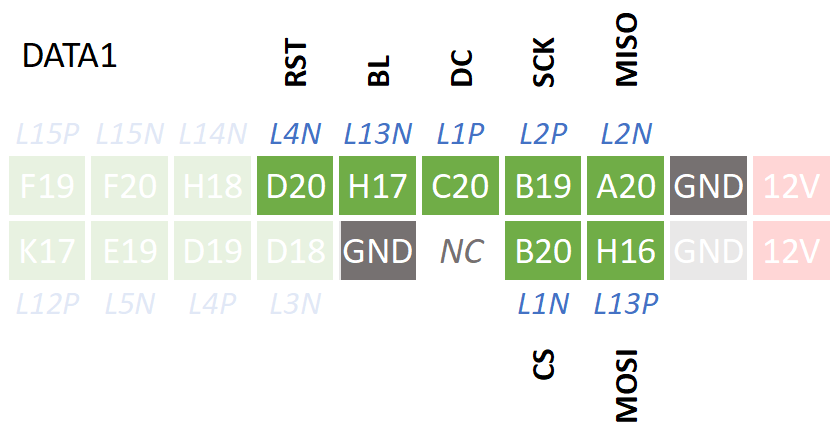 DATA1 RST BL DC SCK MISO
L15P L15N L14N L4N L13N L1P L2P L2N
F19 F20 H18 D20 H17 C20 B19 A20 GND 12V
K17 E19 D19 D18 GND NC B20 H16 GND 12V
L12P L5N L4P L3N L1N L13P
CS MOSI